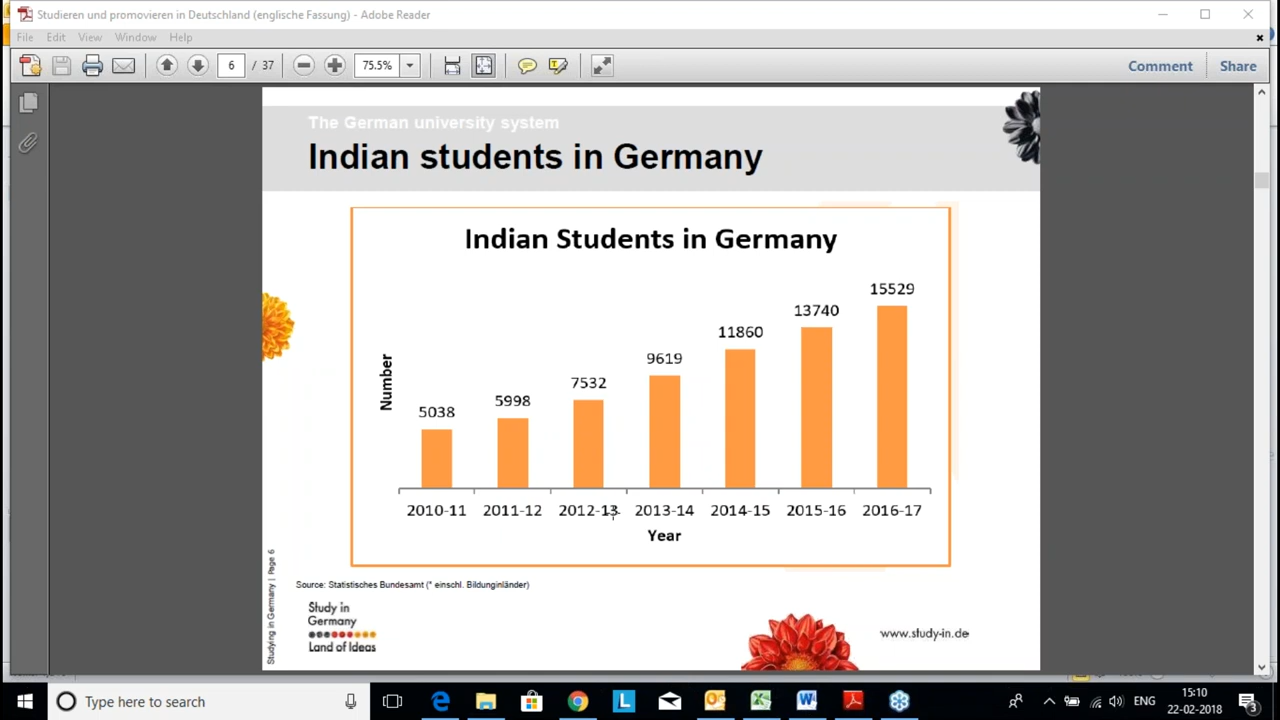 Studieren und promovieren in Deutschland (englische Fassung) - Adobe Reader
File Edit View Window Help
6 / 37 75.5% Comment Share
The German university system
Indian students in Germany
Indian Students in Germany
15529
13740
11860
9619
7532
5998
5038
Number
2010-11 2011-12 2012-13 2013-14 2014-15 2015-16 2016-17
Year
Source: Statistisches Bundesamt (* einschl. Bildunginländer)
Studying in Germany | Page 6
Study in
Germany
Land of Ideas
www.study-in.de
Type here to search
ENG
15:10
22-02-2018
3